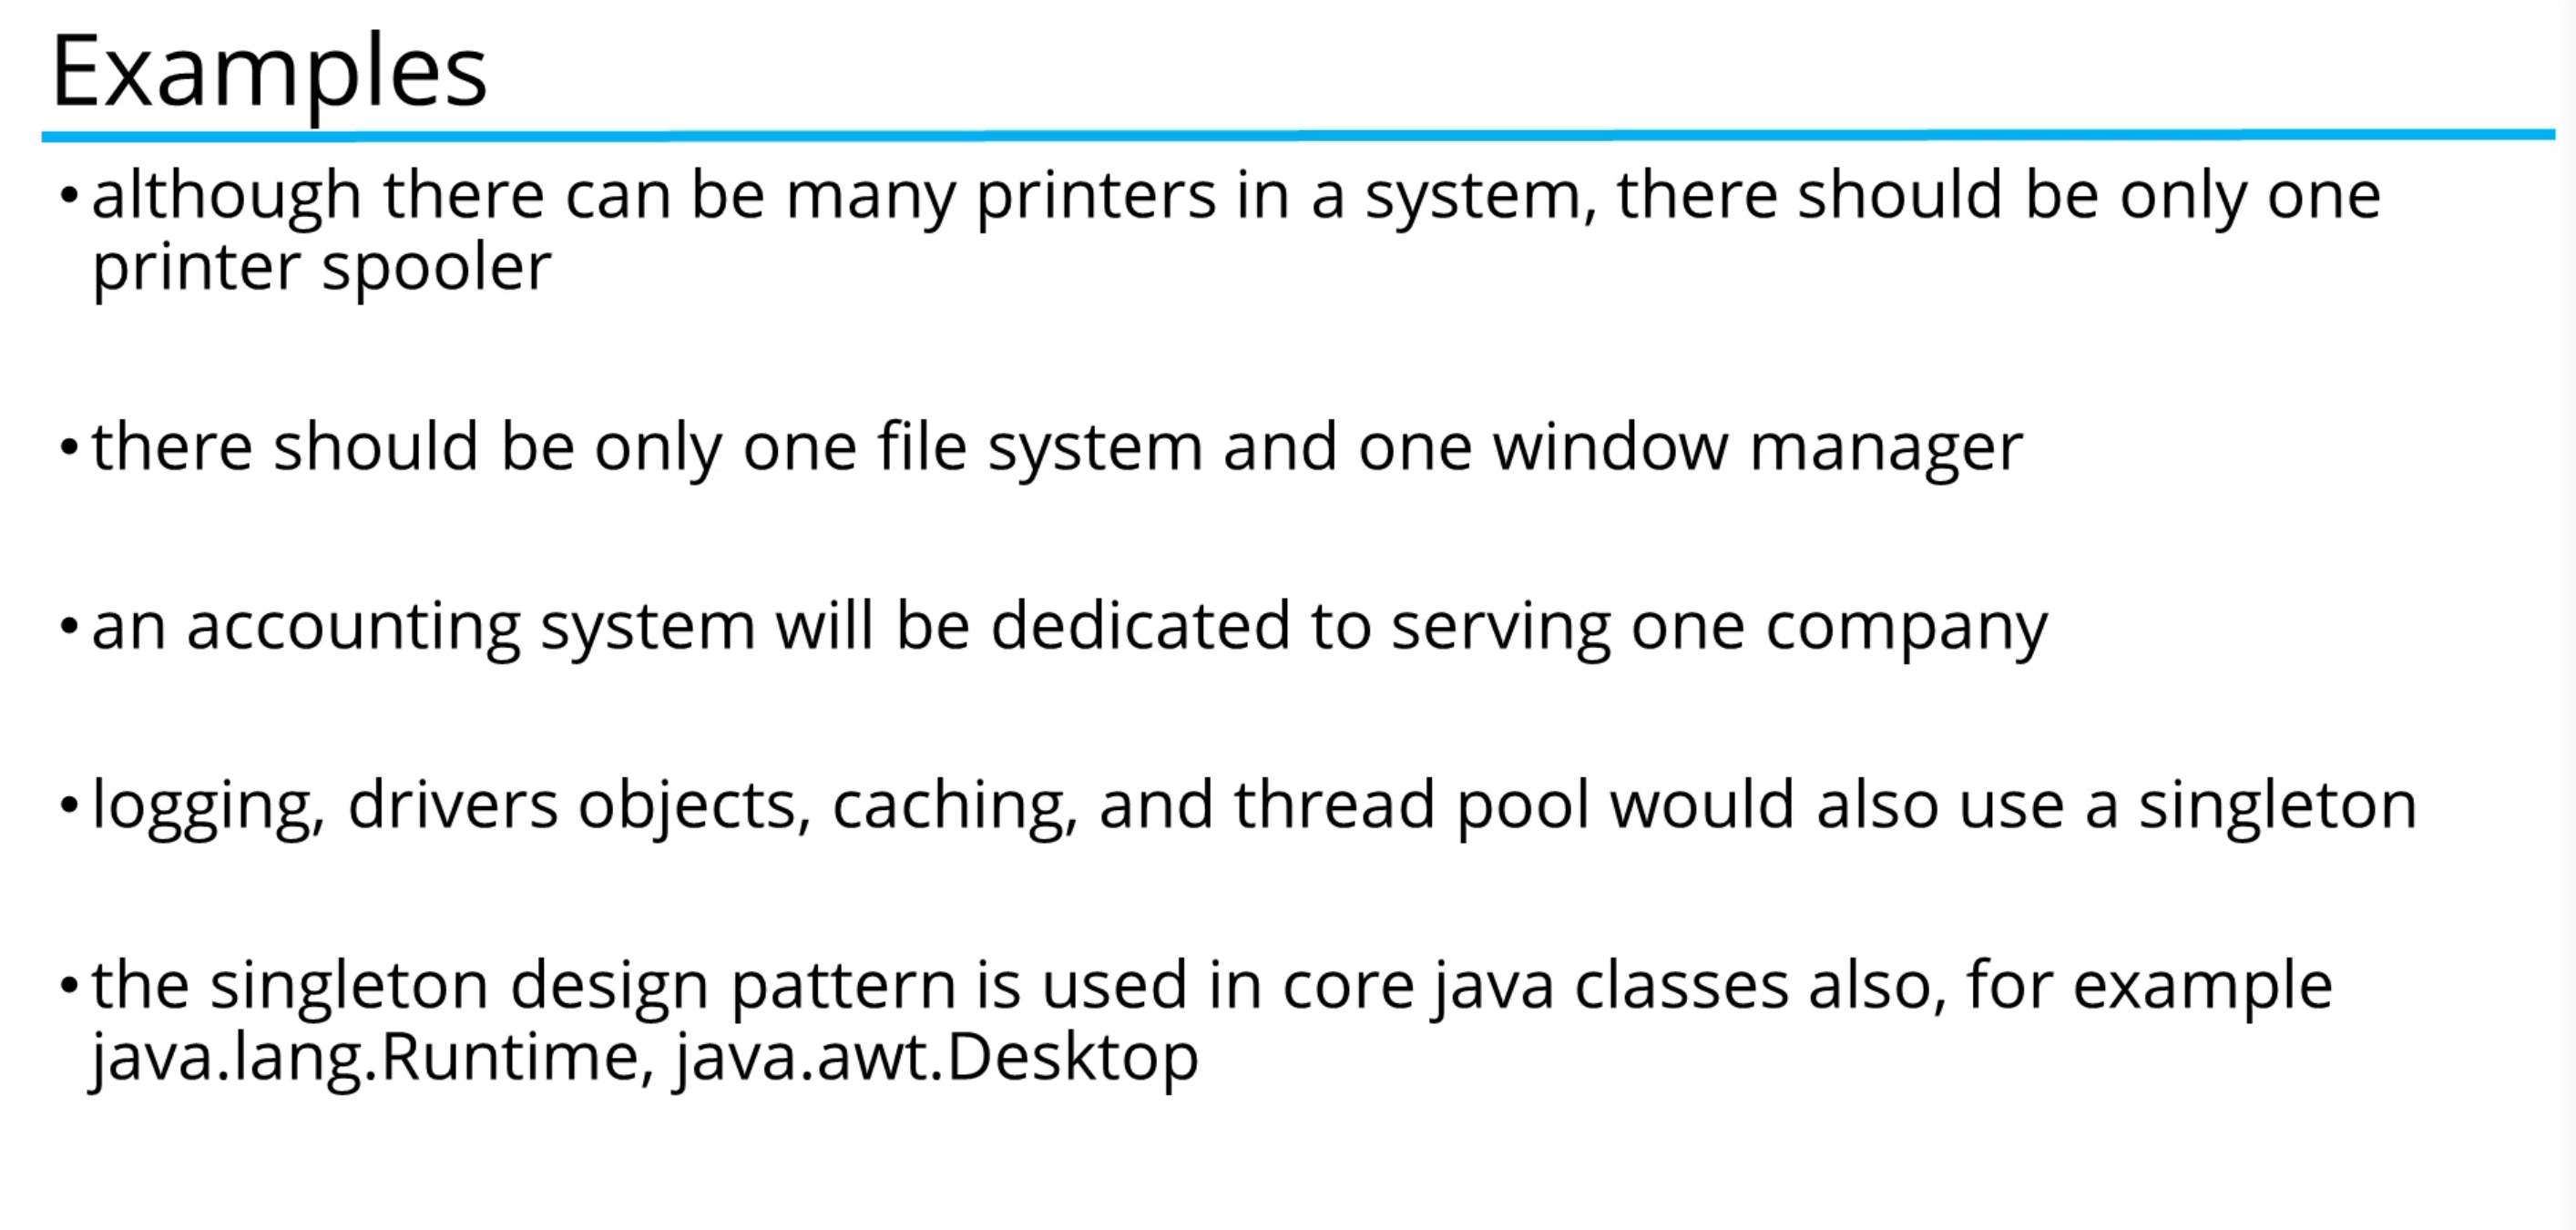 Examples
• although there can be many printers in a system, there should be only one
printer spooler
• there should be only one file system and one window manager
• an accounting system will be dedicated to serving one company
• logging, drivers objects, caching, and thread pool would also use a singleton
• the singleton design pattern is used in core java classes also, for example
java.lang.Runtime, java.awt.Desktop